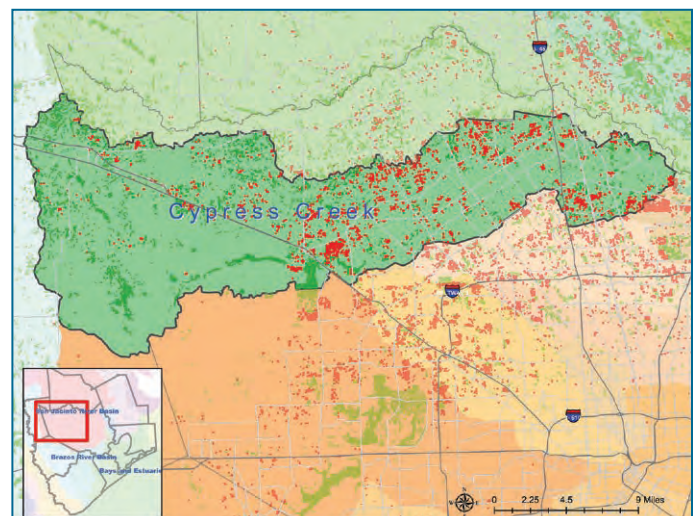 Cypress Creek
San Jacinto River Basin
Brazos River Basin
Bays and Estuaries
N
W E
S
0 2.25 4.5 9 Miles